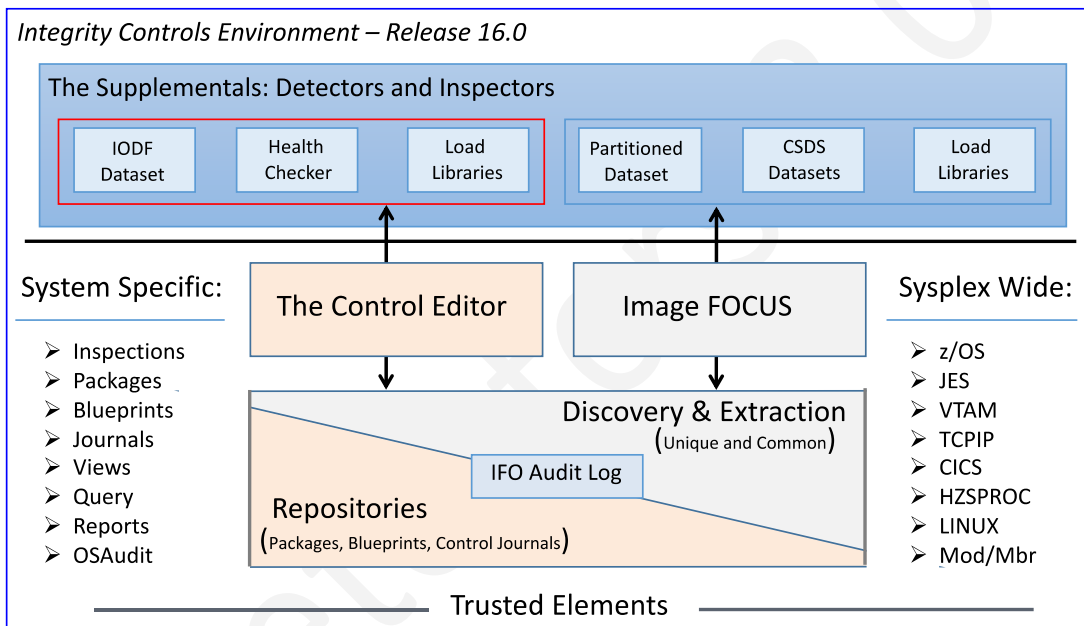 Integrity Controls Environment – Release 16.0
The Supplementals: Detectors and Inspectors
IODF
Dataset
Health
Checker
Load
Libraries
Partitioned
Dataset
CSDS
Datasets
Load
Libraries
System Specific:
➢ Inspections
➢ Packages
➢ Blueprints
➢ Journals
➢ Views
➢ Query
➢ Reports
➢ OSAudit
The Control Editor
Image FOCUS
Discovery & Extraction
(Unique and Common)
IFO Audit Log
Repositories
(Packages, Blueprints, Control Journals)
Sysplex Wide:
➢ z/OS
➢ JES
➢ VTAM
➢ TCPIP
➢ CICS
➢ HZSPROC
➢ LINUX
➢ Mod/Mbr
Trusted Elements